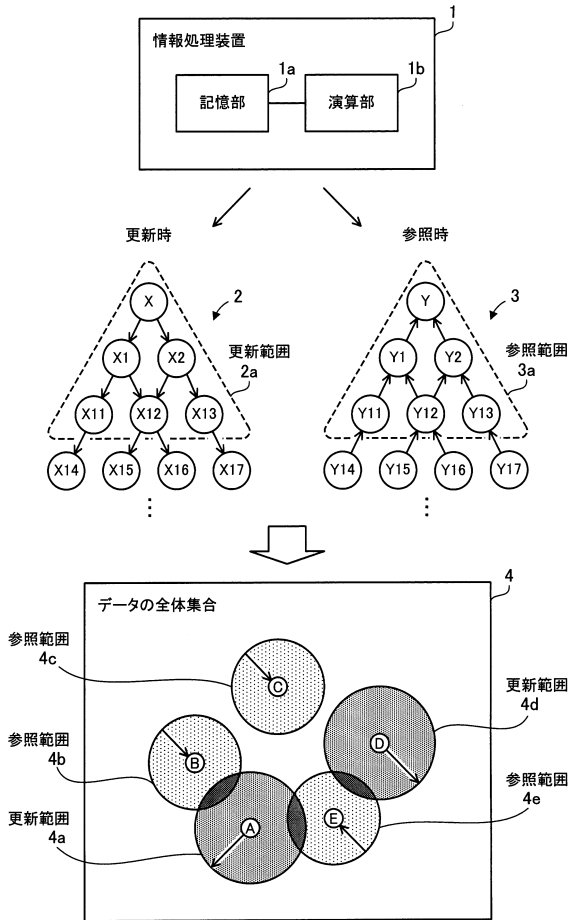 1
情報処理装置
1a
1b
記憶部
演算部
更新時
参照時
X
2
Y
3
X1
X2
更新範囲
2a
Y1
Y2
参照範囲
3a
X11
X12
X13
Y11
Y12
Y13
X14
X15
X16
X17
Y14
Y15
Y16
Y17
4
データの全体集合
参照範囲
4c
C
更新範囲
4d
D
参照範囲
4b
B
参照範囲
4e
E
更新範囲
4a
A